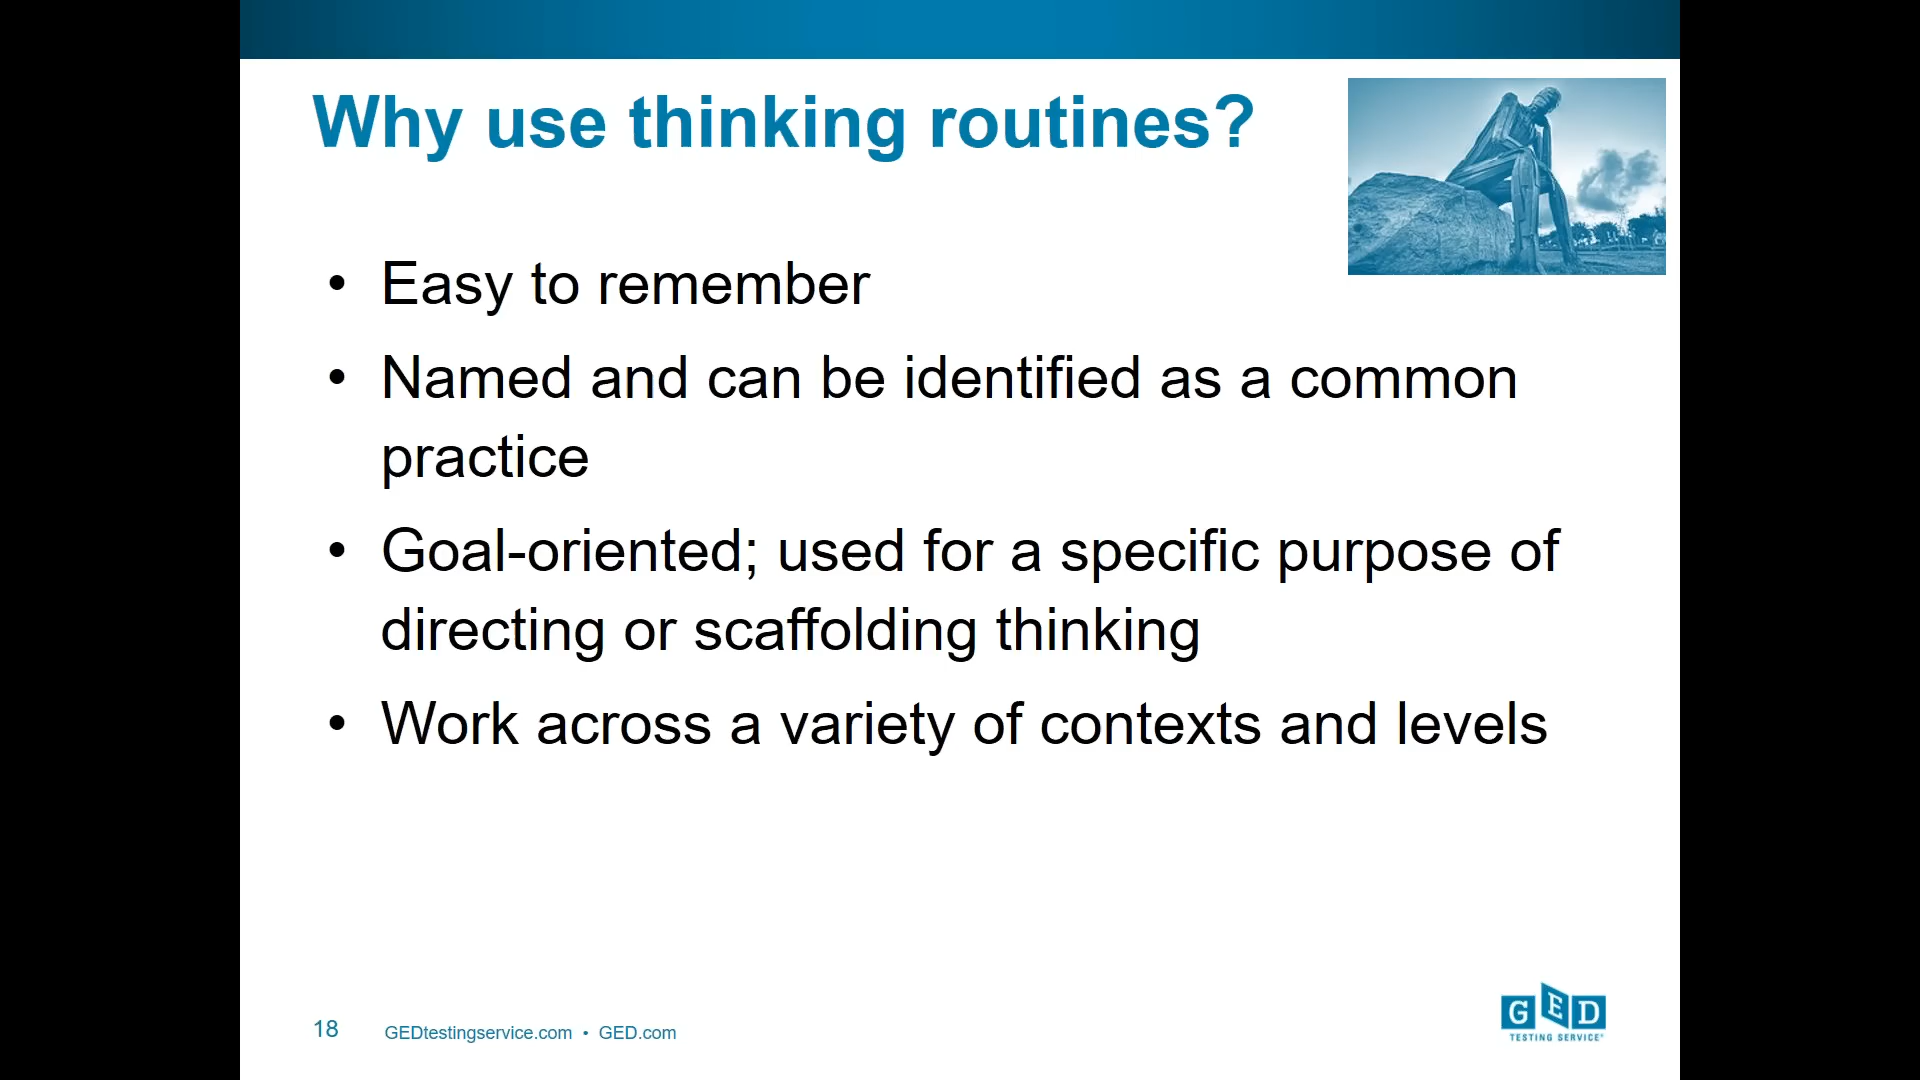 Why use thinking routines?
• Easy to remember
• Named and can be identified as a common
practice
• Goal-oriented; used for a specific purpose of
directing or scaffolding thinking
• Work across a variety of contexts and levels
18 GEDtestingservice.com • GED.com
GED
TESTING SERVICE®